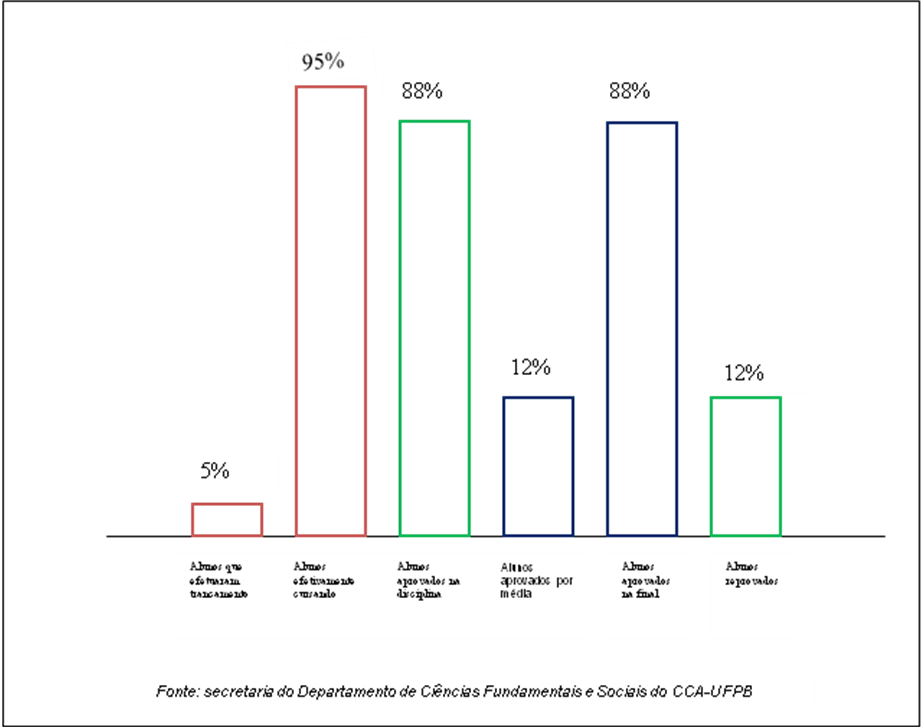 95%
88%
88%
12%
12%
5%
Alunos que
efetuaram
trancamento
Alunos
efetivamente
cursando
Alunos
aprovados na
disciplina
Alunos
aprovados por
média
Alunos
aprovados
na final
Alunos
reprovados
Fonte: secretaria do Departamento de Ciências Fundamentais e Sociais do CCA-UFPB